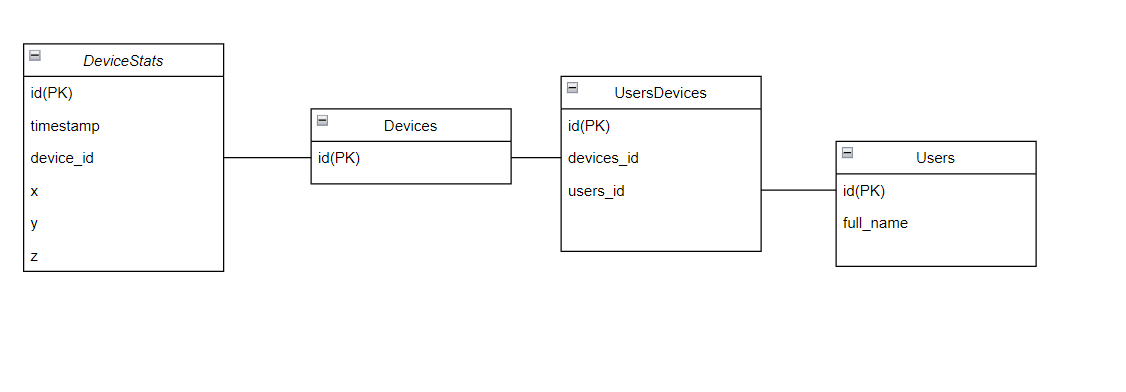 DeviceStats
id(PK)
timestamp
device_id
x
y
z
Devices
id(PK)
UsersDevices
id(PK)
devices_id
users_id
Users
id(PK)
full_name